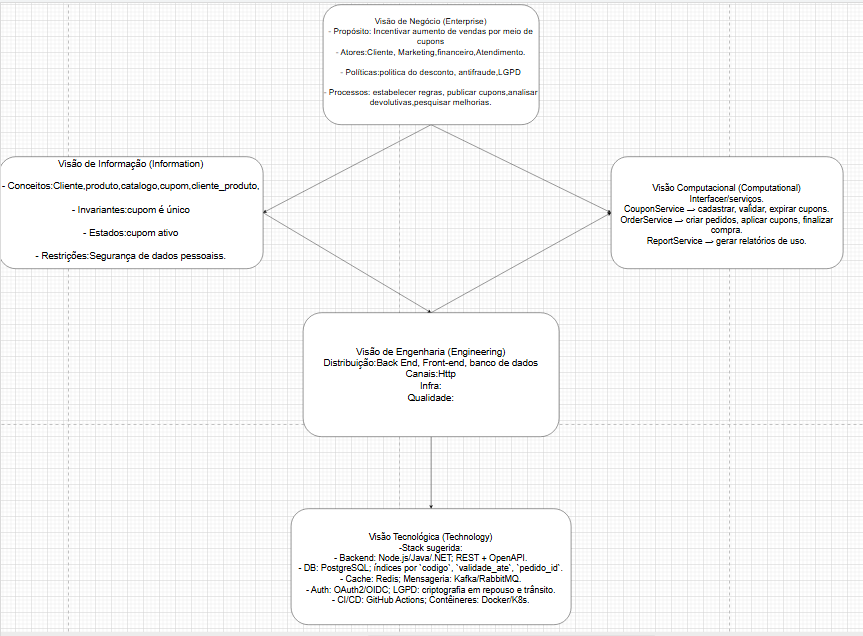 Visão de Negócio (Enterprise)
- Propósito: Incentivar aumento de vendas por meio de
cupons
- Atores:Cliente, Marketing,financeiro,Atendimento.
- Políticas:politica do desconto, antifraude,LGPD
- Processos: estabelecer regras, publicar cupons,analisar
devolutivas,pesquisar melhorias.
Visão de Informação (Information)
- Conceitos:Cliente,produto,catalogo,cupom,cliente_produto,
- Invariantes:cupom é único
- Estados:cupom ativo
- Restrições:Segurança de dados pessoaiss.
Visão Computacional (Computational)
Interfacer/serviços.
CouponService → cadastrar, validar, expirar cupons.
OrderService → criar pedidos, aplicar cupons, finalizar
compra.
ReportService → gerar relatórios de uso.
Visão de Engenharia (Engineering)
Distribuição:Back End, Front-end, banco de dados
Canais:Http
Infra:
Qualidade:
Visão Tecnológica (Technology)
-Stack sugerida:
- Backend: Node.js/Java/.NET; REST + OpenAPI.
- DB: PostgreSQL; índices por `codigo`, `validade_ate`, `pedido_id`.
- Cache: Redis; Mensageria: Kafka/RabbitMQ.
- Auth: OAuth2/OIDC; LGPD: criptografia em repouso e trânsito.
- CI/CD: GitHub Actions; Contêineres: Docker/K8s.